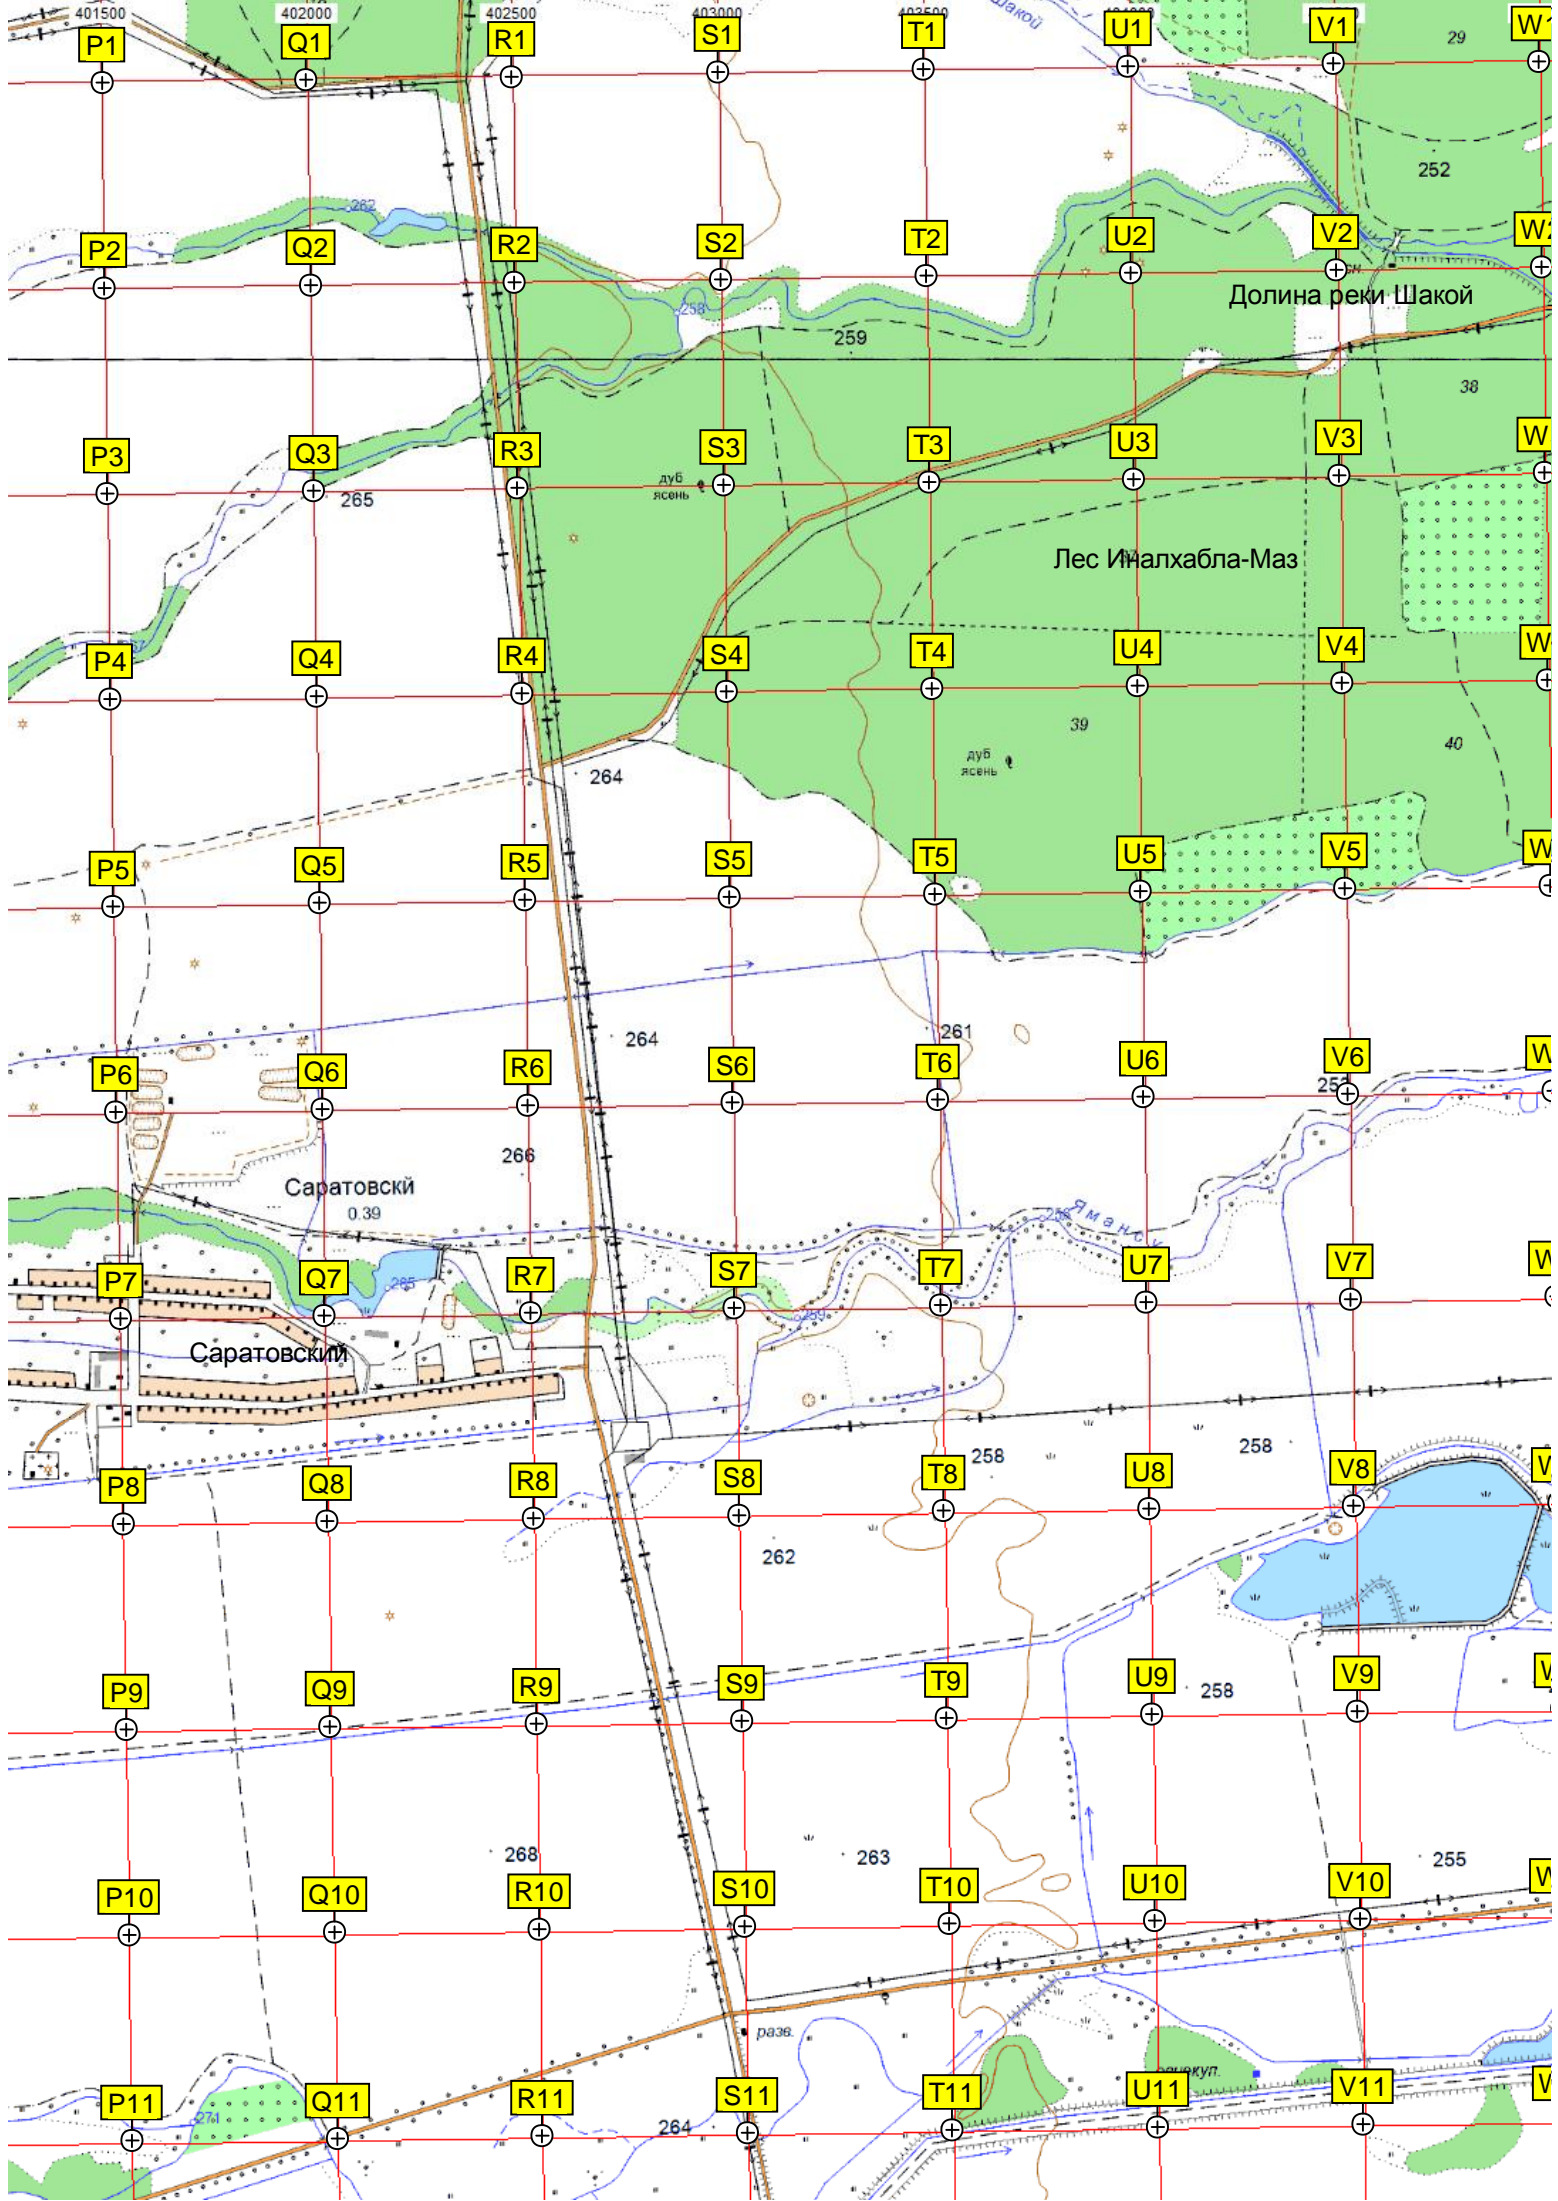 401500 402000 402500 403000
P1 Q1 R1 S1 T1 U1 V1 W1
29
252
262
P2 Q2 R2 S2 T2 U2 V2
258
Долина реки Шакой
259
38
P3 Q3 R3 S3 T3 U3 V3 W
265
дуб
ясень
Лес Иналхабла-Маз
P4 Q4 R4 S4 T4 U4 V4 W
39
40
дуб
ясень
264
P5 Q5 R5 S5 T5 U5 V5 W
264
261
P6 Q6 R6 S6 T6 U6 V6 W
266
Саратовскй
0.39
P7 Q7 R7 S7 T7 U7 V7 W
265
259
Саратовский
258
258
P8 Q8 R8 S8 T8 U8 V8
262
P9 Q9 R9 S9 T9 U9 V9
258
268
263
255
P10 Q10 R10 S10 T10 U10 V10
разв.
P11 Q11 R11 S11 T11 U11 V11
271
264